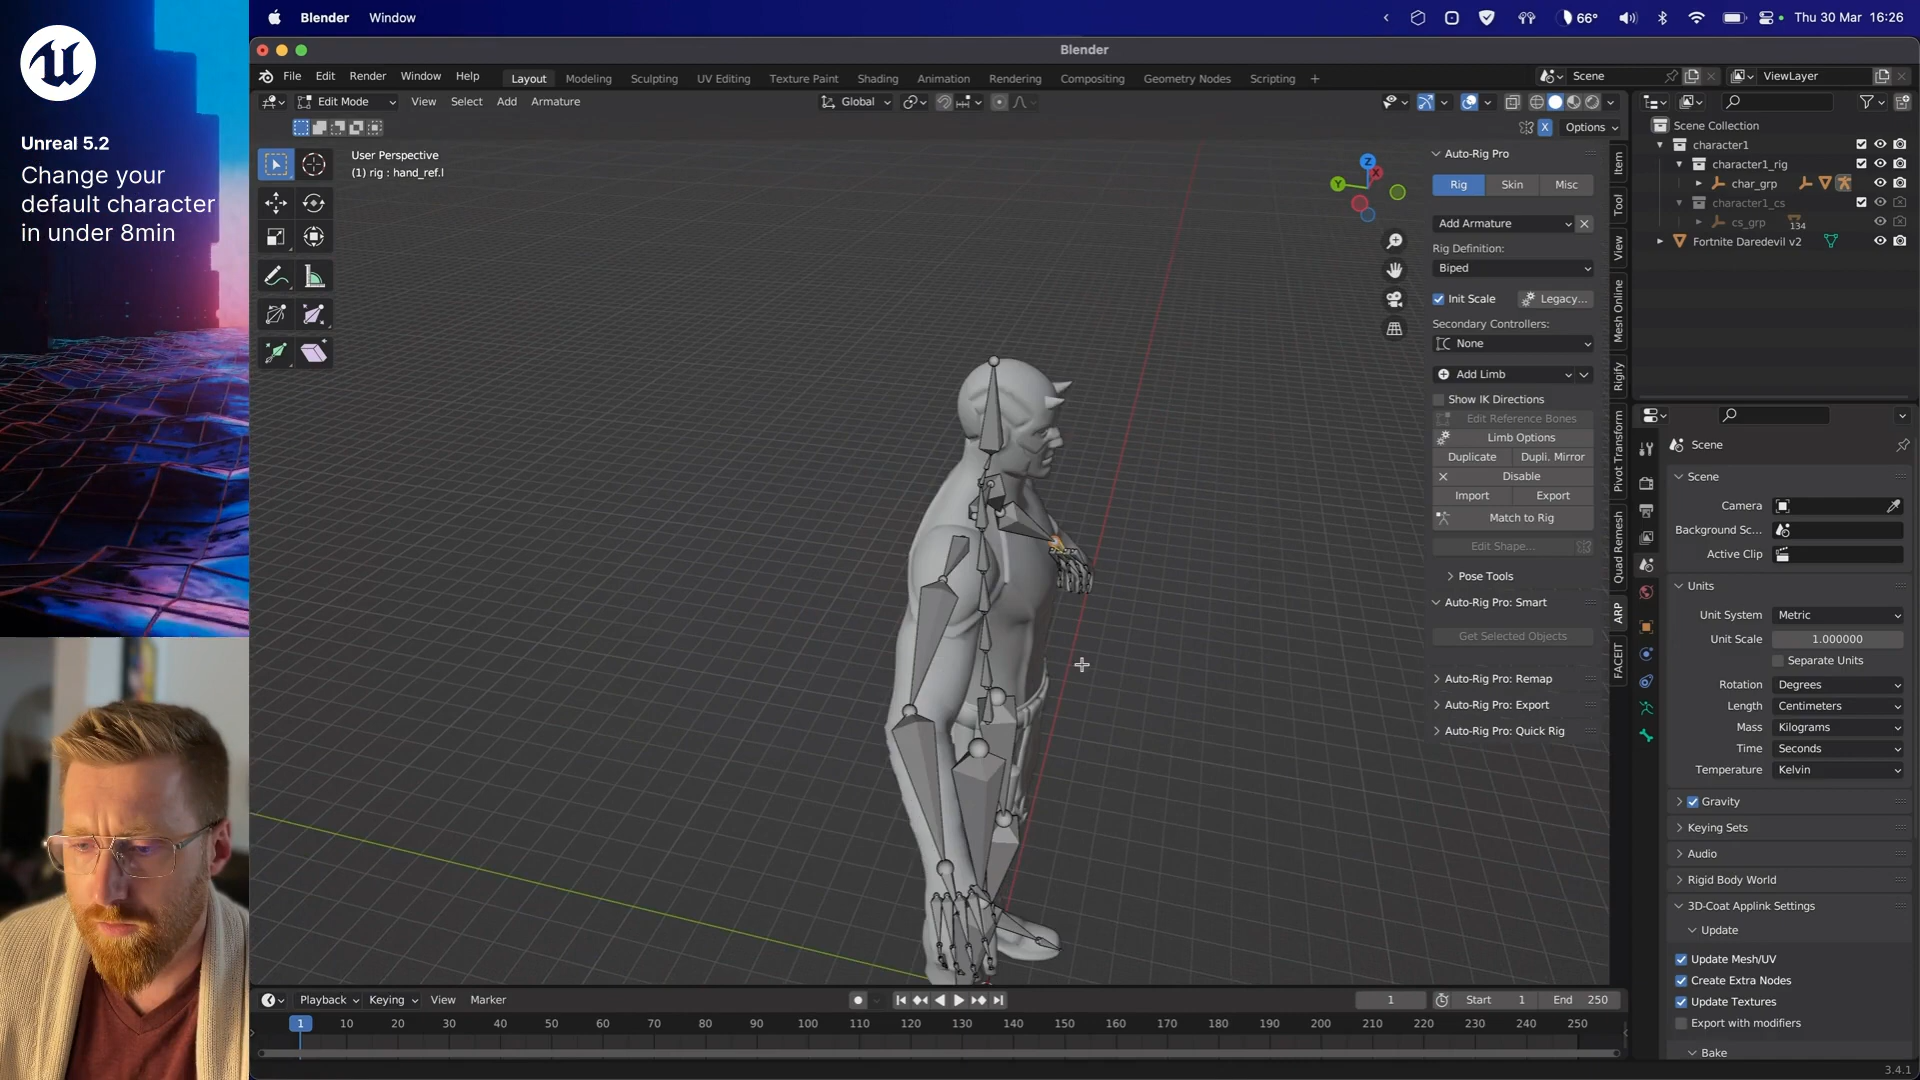 Blender
Window
66°
Thu 30 Mar 16:26
Unreal 5.2
Change your
default character
in under 8min
Blender
File
Edit
Render
Window
Help
Layout
Modeling
Sculpting
UV Editing
Texture Paint
Shading
Animation
Rendering
Compositing
Geometry Nodes
Scripting
+
Scene
ViewLayer
Edit Mode
View
Select
Add
Armature
Global
X
Options
User Perspective
(1) rig : hand_ref.l
Z
X
Y
Auto-Rig Pro
Rig
Skin
Misc
Add Armature
Rig Definition:
Biped
Init Scale
Legacy...
Secondary Controllers:
None
Add Limb
Show IK Directions
Edit Reference Bones
Limb Options
Duplicate
Dupli. Mirror
Disable
Import
Export
Match to Rig
Edit Shape...
Pose Tools
Auto-Rig Pro: Smart
Get Selected Objects
Auto-Rig Pro: Remap
Auto-Rig Pro: Export
Auto-Rig Pro: Quick Rig
Item
Tool
View
Mesh Online
Rigify
Pivot Transform
Quad Remesh
ARP
FACEIT
Scene Collection
character1
character1_rig
char_grp
character1_cs
cs_grp
134
Fortnite Daredevil v2
Scene
Scene
Camera
Background Sc...
Active Clip
Units
Unit System
Metric
Unit Scale
1.000000
Separate Units
Rotation
Degrees
Length
Centimeters
Mass
Kilograms
Time
Seconds
Temperature
Kelvin
Gravity
Keying Sets
Audio
Rigid Body World
3D-Coat Applink Settings
Update
Update Mesh/UV
Create Extra Nodes
Update Textures
Export with modifiers
Bake
Playback
Keying
View
Marker
1
Start 1
End 250
1 10 20 30 40 50 60 70 80 90 100 110 120 130 140 150 160 170 180 190 200 210 220 230 240 250
3.4.1